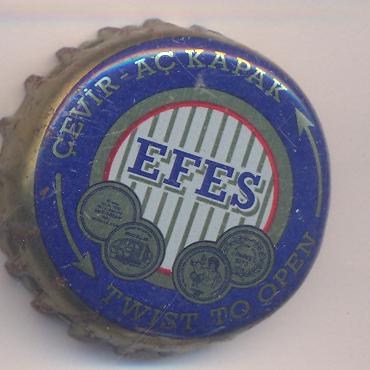 ÇEVİR - AÇ KAPAK
EFES
TWIST TO OPEN